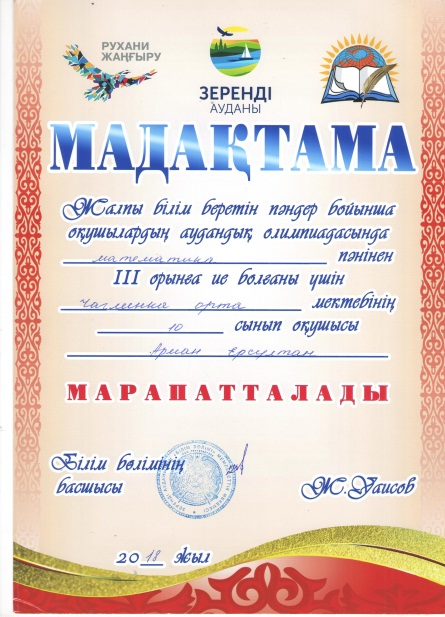 РУХАНИ
ЖАҢҒЫРУ
ЗЕРЕНДІ
АУДАНЫ
МАДАҚТАМА
Жалпы білім беретін пәндер бойынша
оқушылардың аудандық олимпиадасында
математика пәнінен
III орынға ие болғаны үшін
Чаглинка орта мектебінің
10 сынып оқушысы
Арман Ерсултан
МАРАПАТТАЛАДЫ
Білім бөлімінің
басшысы
Ж.Уаисов
2018 жыл